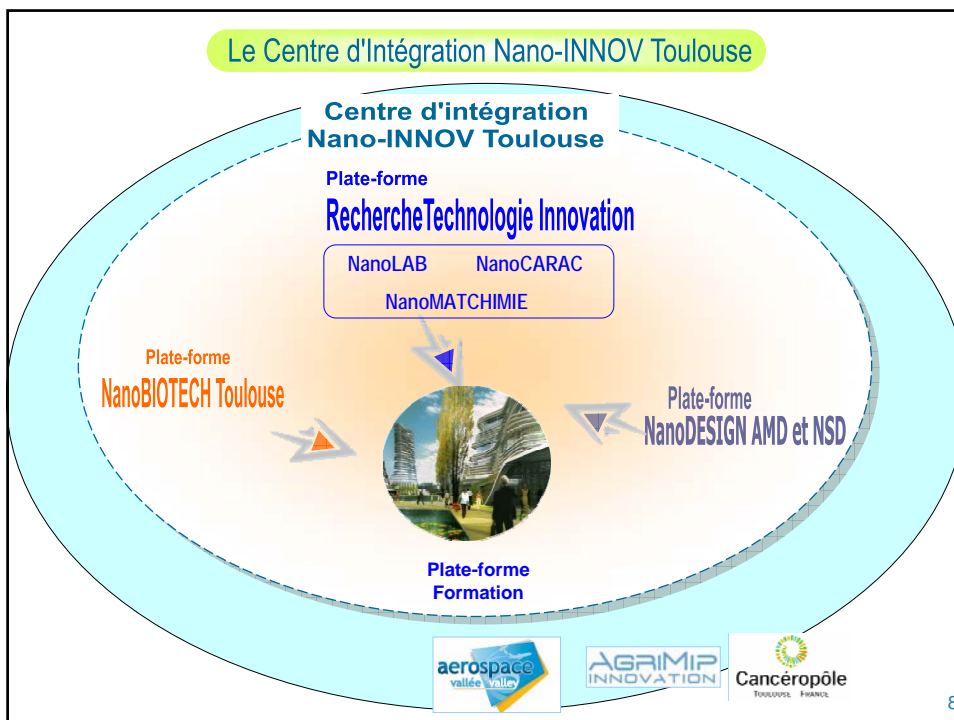 Le Centre d'Intégration Nano-INNOV Toulouse
Centre d'intégration
Nano-INNOV Toulouse
Plate-forme
RechercheTechnologie Innovation
NanoLAB NanoCARAC
NanoMATCHIMIE
Plate-forme
NanoBIOTECH Toulouse
Plate-forme
NanoDESIGN AMD et NSD
Plate-forme
Formation
aerospace
vallée valley
AGRIMIP
INNOVATION
Cancéropôle
TOULOUSE FRANCE
8